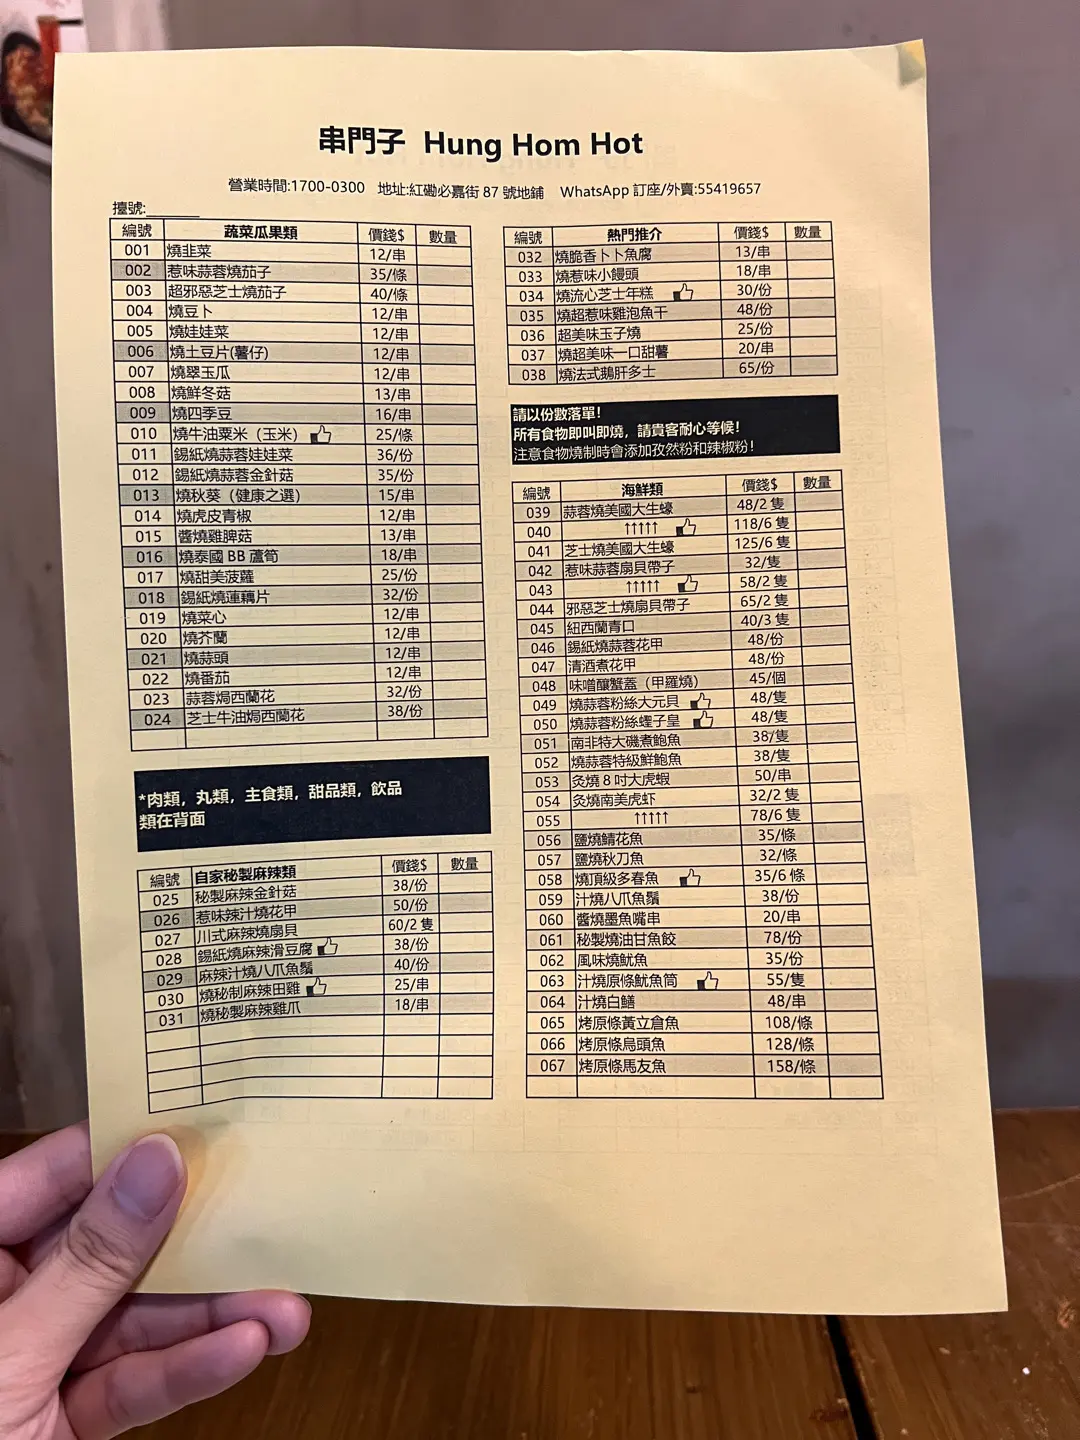 串門子 Hung Hom Hot
營業時間:1700-0300 地址:紅磡必嘉街 87 號地鋪 WhatsApp 訂座/外賣:55419657
擡號:
編號 蔬菜瓜果類 價錢$ 數量
001 燒韭菜 12/串
002 惹味蒜蓉燒茄子 35/條
003 超邪惡芝士燒茄子 40/條
004 燒豆卜 12/串
005 燒娃娃菜 12/串
006 燒土豆片(薯仔) 12/串
007 燒翠玉瓜 12/串
008 燒鮮冬菇 13/串
009 燒四季豆 16/串
010 燒牛油粟米（玉米） 25/條
011 錫紙燒蒜蓉娃娃菜 36/份
012 錫紙燒蒜蓉金針菇 35/份
013 燒秋葵（健康之選） 15/串
014 燒虎皮青椒 12/串
015 醬燒雞脾菇 13/串
016 燒泰國 BB 蘆筍 18/串
017 燒甜美菠蘿 25/份
018 錫紙燒蓮藕片 32/份
019 燒菜心 12/串
020 燒芥蘭 12/串
021 燒蒜頭 12/串
022 燒番茄 12/串
023 蒜蓉焗西蘭花 32/份
024 芝士牛油焗西蘭花 38/份
*肉類，丸類，主食類，甜品類，飲品
類在背面
編號 自家秘製麻辣類 價錢$ 數量
025 秘製麻辣金針菇 38/份
026 惹味辣汁燒花甲 50/份
027 川式麻辣燒扇貝 60/2 隻
028 錫紙燒麻辣滑豆腐 38/份
029 麻辣汁燒八爪魚鬚 40/份
030 燒秘制麻辣田雞 25/串
031 燒秘製麻辣雞爪 18/串
編號 熱門推介 價錢$ 數量
032 燒脆香卜卜魚腐 13/串
033 燒惹味小饅頭 18/串
034 燒流心芝士年糕 30/份
035 燒超惹味雞泡魚干 48/份
036 超美味玉子燒 25/份
037 燒超美味一口甜薯 20/串
038 燒法式鵝肝多士 65/份
請以份數落單！
所有食物即叫即燒，請貴客耐心等候！
注意食物燒制時會添加孜然粉和辣椒粉！
編號 海鮮類 價錢$ 數量
039 蒜蓉燒美國大生蠔 48/2 隻
040 ↑↑↑↑↑ 118/6 隻
041 芝士燒美國大生蠔 125/6 隻
042 惹味蒜蓉扇貝帶子 32/隻
043 ↑↑↑↑↑ 58/2 隻
044 邪惡芝士燒扇貝帶子 65/2 隻
045 紐西蘭青口 40/3 隻
046 錫紙燒蒜蓉花甲 48/份
047 清酒煮花甲 48/份
048 味噌釀蟹蓋（甲羅燒） 45/個
049 燒蒜蓉粉絲大元貝 48/隻
050 燒蒜蓉粉絲蟶子皇 48/隻
051 南非特大磯煮鮑魚 38/隻
052 燒蒜蓉特級鮮鮑魚 38/隻
053 炙燒 8 吋大虎蝦 50/串
054 炙燒南美虎虾 32/2 隻
055 ↑↑↑↑↑ 78/6 隻
056 鹽燒鯖花魚 35/條
057 鹽燒秋刀魚 32/條
058 燒頂級多春魚 35/6 條
059 汁燒八爪魚鬚 38/份
060 醬燒墨魚嘴串 20/串
061 秘製燒油甘魚餃 78/份
062 風味燒魷魚 35/份
063 汁燒原條魷魚筒 55/隻
064 汁燒白鱔 48/串
065 烤原條黃立倉魚 108/條
066 烤原條烏頭魚 128/條
067 烤原條馬友魚 158/條